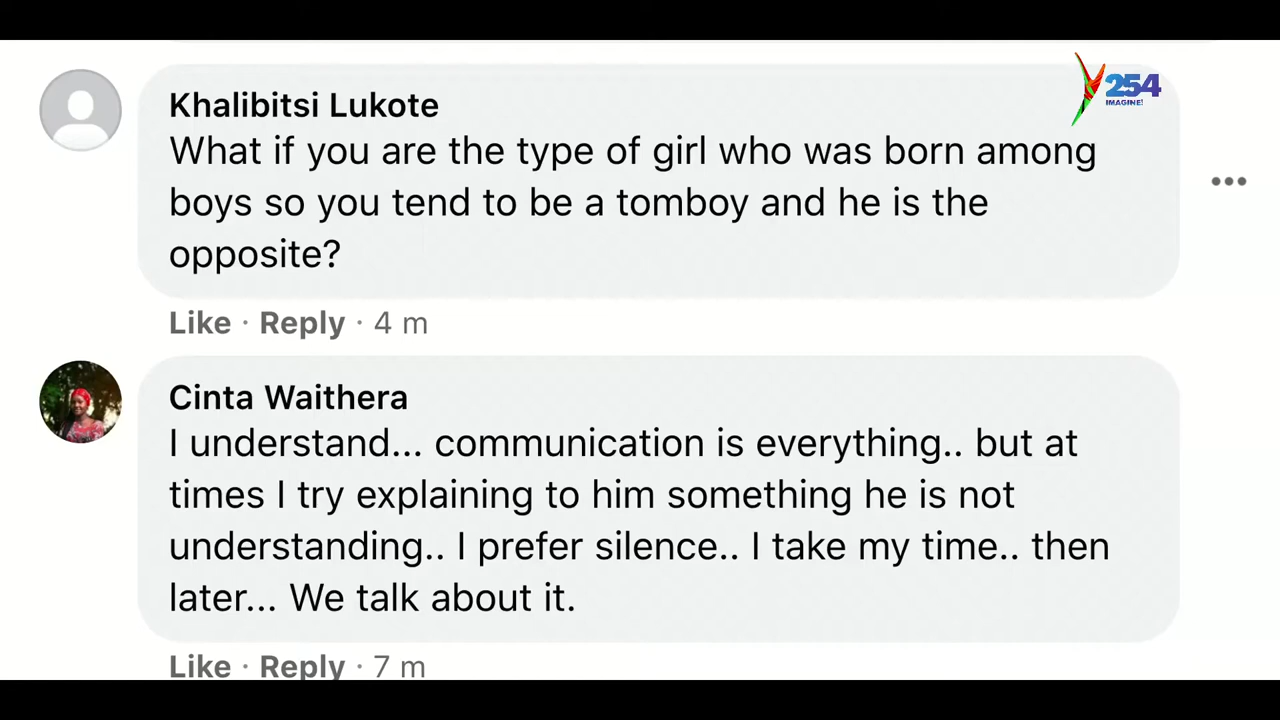 254
IMAGINE!
Khalibitsi Lukote
What if you are the type of girl who was born among
boys so you tend to be a tomboy and he is the
opposite?
Like · Reply · 4 m
Cinta Waithera
I understand... communication is everything.. but at
times I try explaining to him something he is not
understanding.. I prefer silence.. I take my time.. then
later... We talk about it.
Like · Reply · 7 m